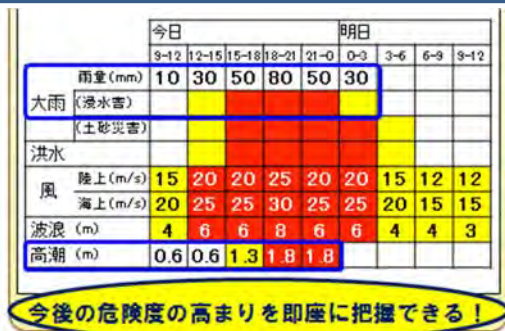 今日 明日
9-12 12-15 15-18 18-21 21-0 0-3 3-6 6-9 9-12
大雨 雨量(mm) 10 30 50 80 50 30
(浸水害)
(土砂災害)
洪水
風 陸上(m/s) 15 20 20 25 20 20 15 12 12
海上(m/s) 20 25 25 30 25 25 20 15 15
波浪 (m) 4 6 6 8 6 6 4 4 3
高潮 (m) 0.6 0.6 1.3 1.8 1.8
今後の危険度の高まりを即座に把握できる!